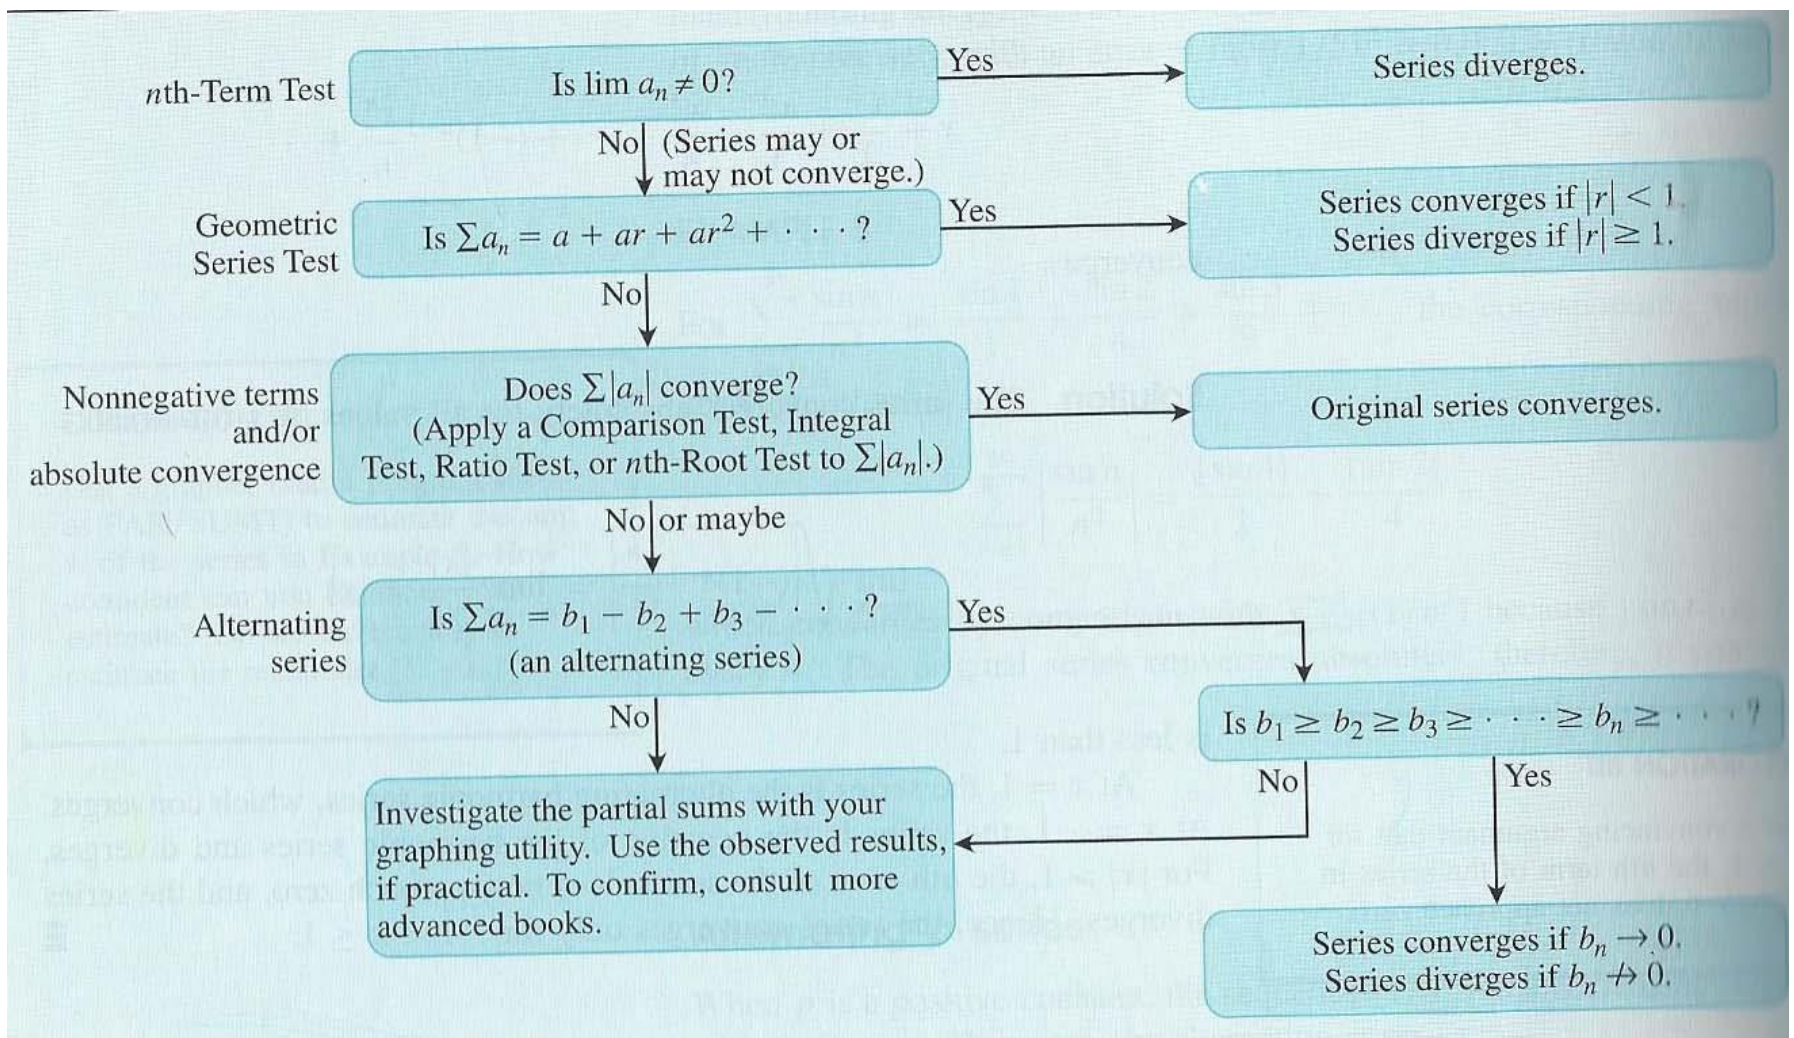 nth-Term Test
Is lim aₙ ≠ 0?
Yes
Series diverges.
No
(Series may or
may not converge.)
Geometric
Series Test
Is Σaₙ = a + ar + ar² + · · · ?
Yes
Series converges if |r| < 1.
Series diverges if |r| ≥ 1.
No
Nonnegative terms
and/or
absolute convergence
Does Σ|aₙ| converge?
(Apply a Comparison Test, Integral
Test, Ratio Test, or nth-Root Test to Σ|aₙ|.)
Yes
Original series converges.
No or maybe
Alternating
series
Is Σaₙ = b₁ − b₂ + b₃ − · · · ?
(an alternating series)
Yes
No
Is b₁ ≥ b₂ ≥ b₃ ≥ · · · ≥ bₙ ≥ · · · ?
No
Yes
Investigate the partial sums with your
graphing utility. Use the observed results,
if practical. To confirm, consult more
advanced books.
Series converges if bₙ → 0.
Series diverges if bₙ ↛ 0.